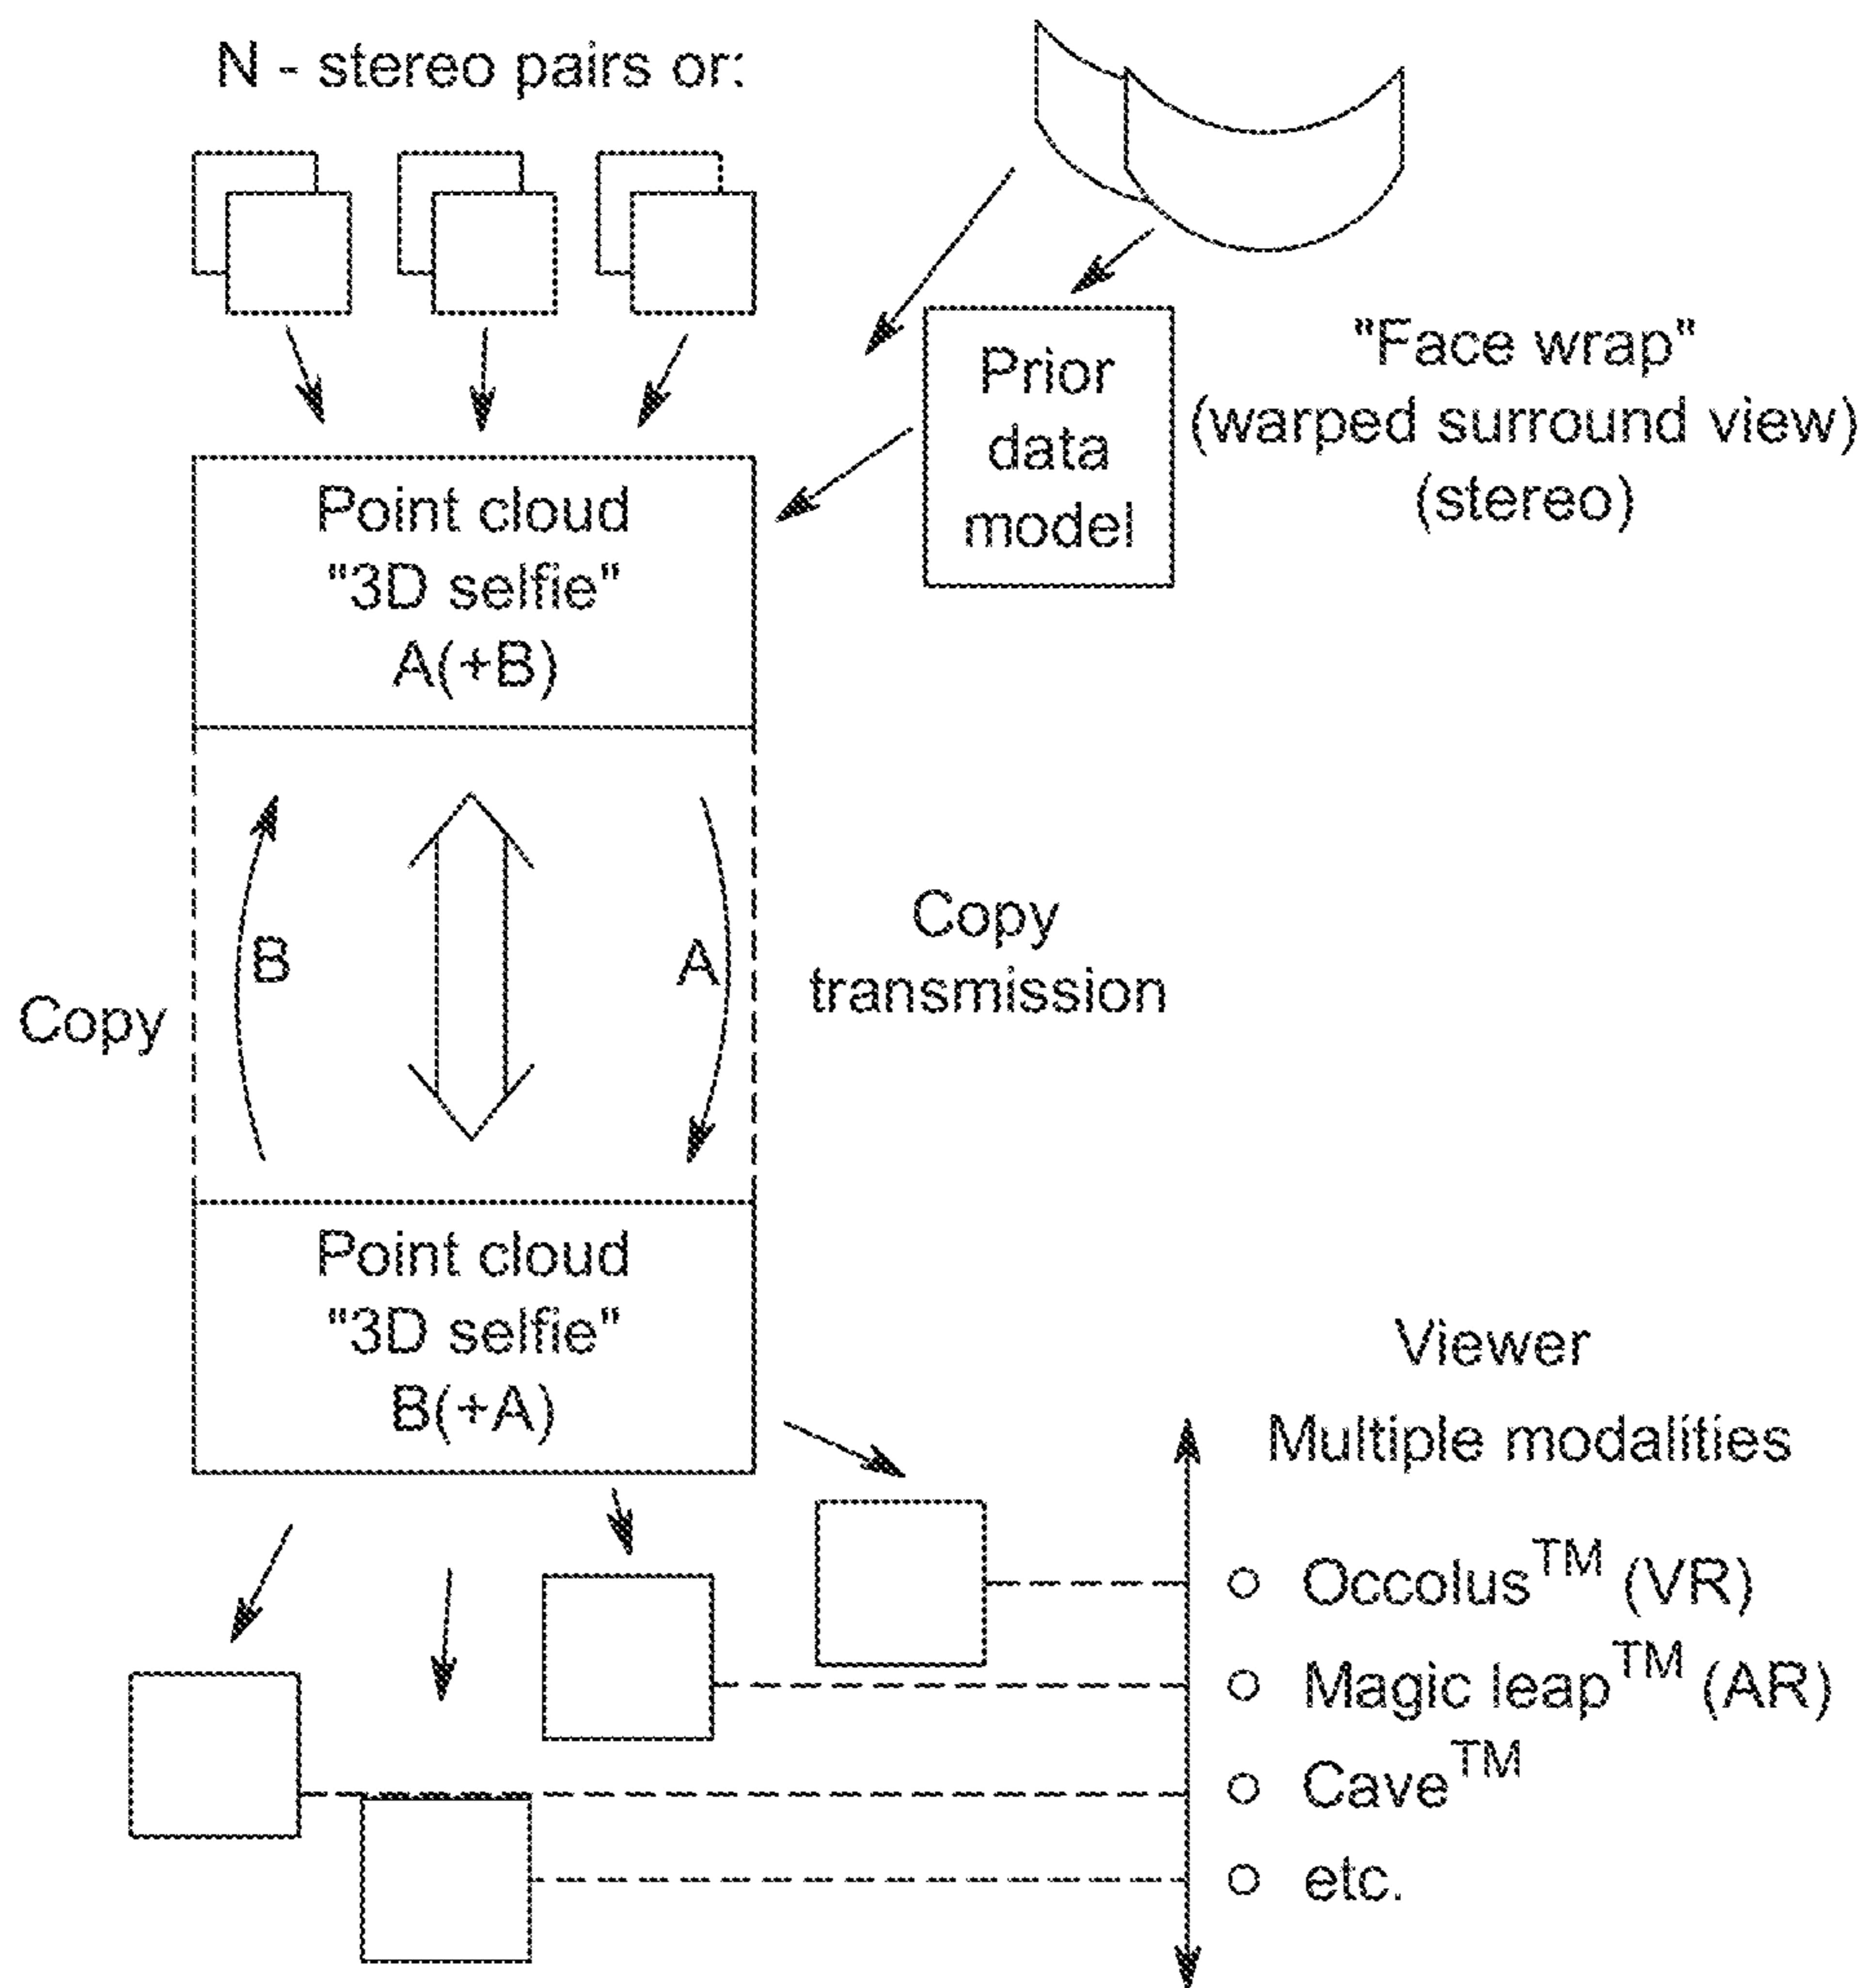 N - stereo pairs or:
Prior
data
model
"Face wrap"
(warped surround view)
(stereo)
Point cloud
"3D selfie"
A(+B)
B
A
Copy
Copy
transmission
Point cloud
"3D selfie"
B(+A)
Viewer
Multiple modalities
Occolus™ (VR)
Magic leap™ (AR)
Cave™
etc.